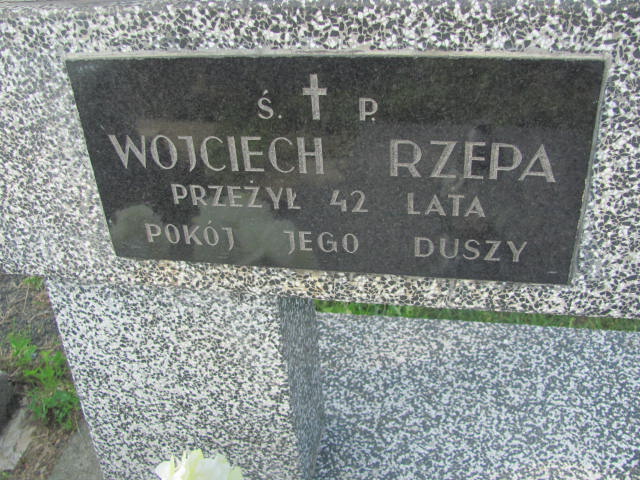 Ś. P.
WOJCIECH RZEPA
PRZEŻYŁ 42 LATA
POKÓJ JEGO DUSZY